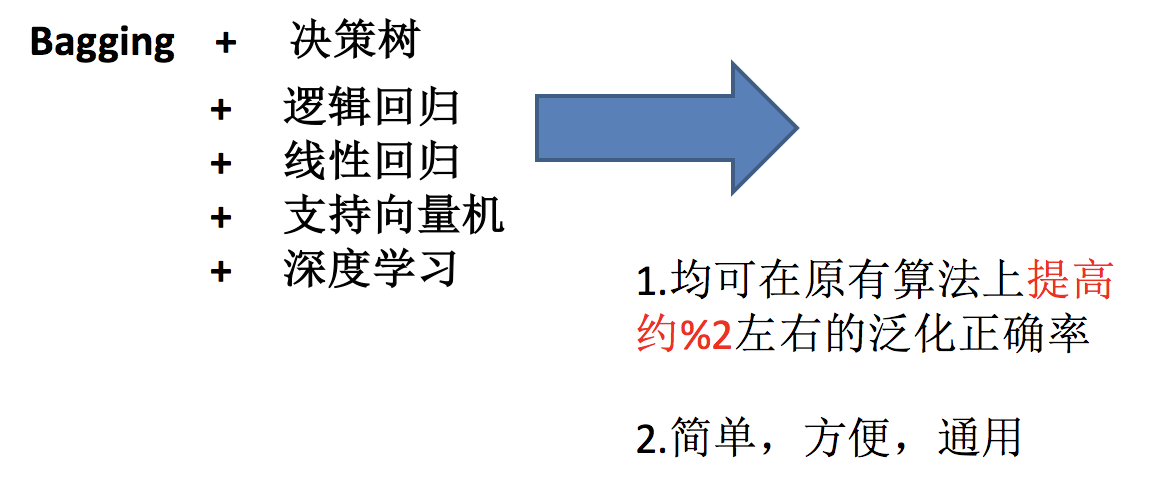 Bagging + 决策树
+ 逻辑回归
+ 线性回归
+ 支持向量机
+ 深度学习
1.均可在原有算法上提高
约%2左右的泛化正确率
2.简单，方便，通用